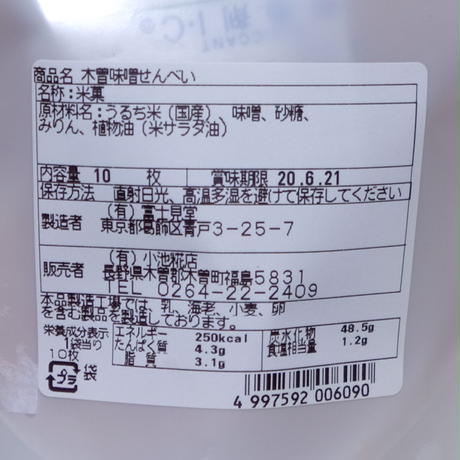 商品名 木曽味噌せんべい
名称：米菓
原材料名：うるち米（国産）、味噌、砂糖、
みりん、植物油（米サラダ油）
内容量 10 枚 賞味期限 20.6.21
保存方法 直射日光、高温多湿を避けて保存してください
製造者 （有）富士見堂
東京都葛飾区青戸3-25-7
販売者 （有）小池糀店
長野県木曽郡木曽町福島5831
TEL 0264-22-2409
本品製造工場では、乳、海老、小麦、卵
を含む製品を製造しております。
栄養成分表示
1袋当り
10枚
エネルギー 250kcal
たんぱく質 4.3g
脂質 3.1g
炭水化物 48.5g
食塩相当量 1.2g
プラ 袋
4 997592 006090